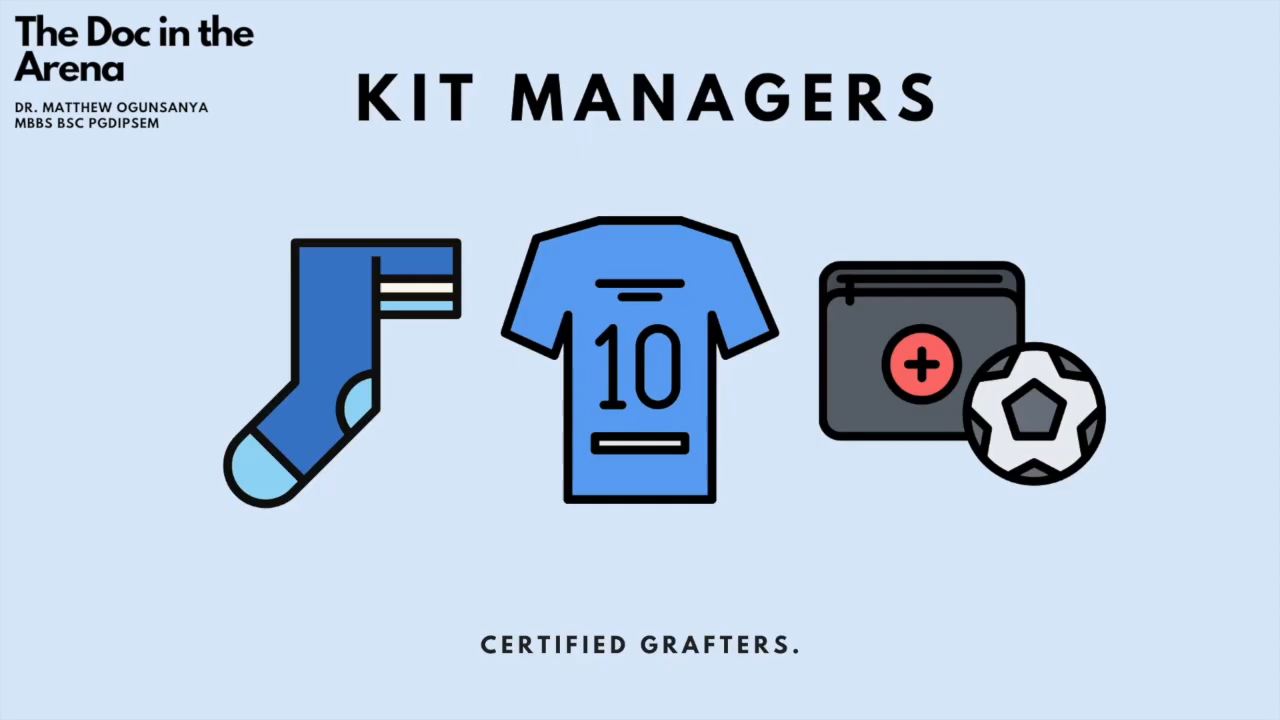 The Doc in the
Arena
DR. MATTHEW OGUNSANYA
MBBS BSC PGDIPSEM
KIT MANAGERS
10
CERTIFIED GRAFTERS.